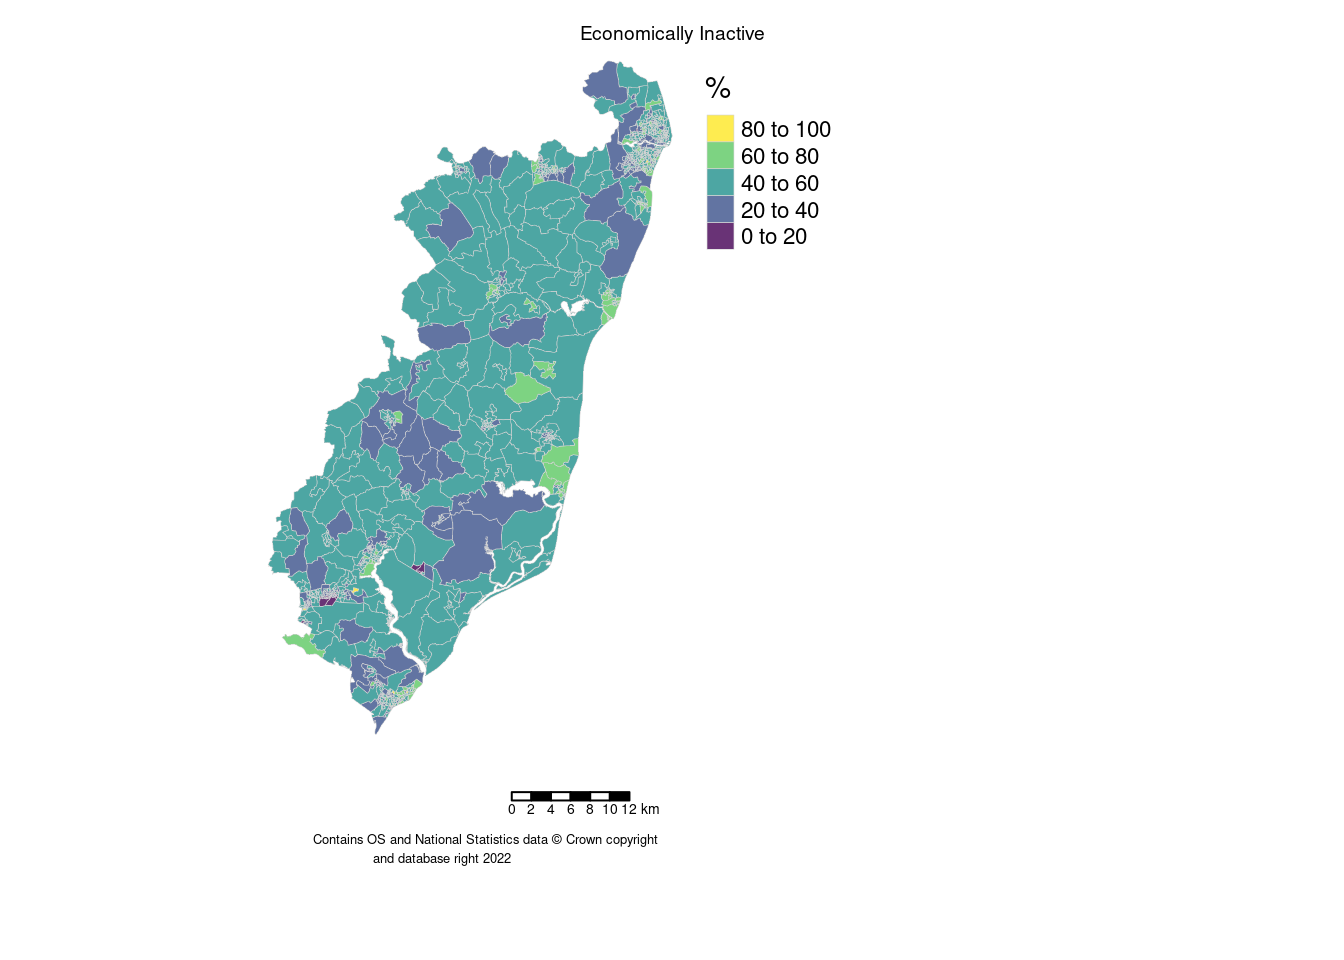 Economically Inactive
%
80 to 100
60 to 80
40 to 60
20 to 40
0 to 20
0 2 4 6 8 10 12 km
Contains OS and National Statistics data © Crown copyright
and database right 2022